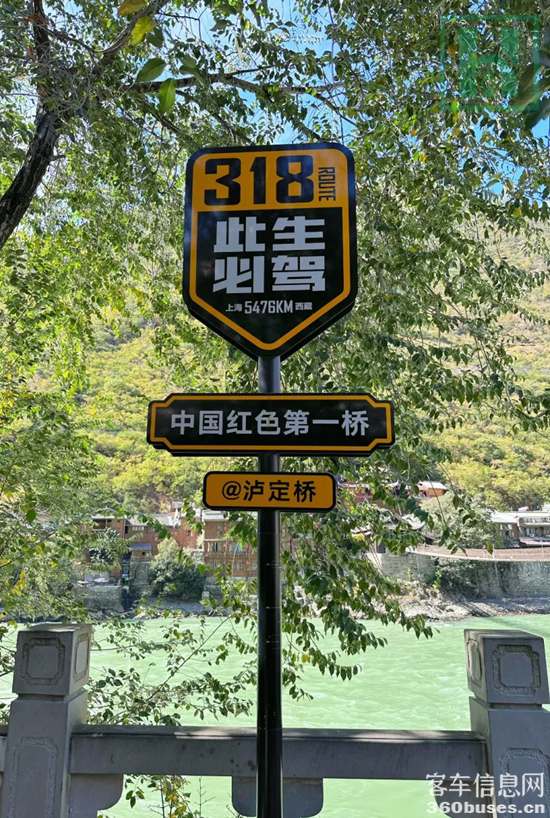 H
318 ROUTE
此生
必驾
上海 5476KM 西藏
中国红色第一桥
@泸定桥
客车信息网
360buses.cn